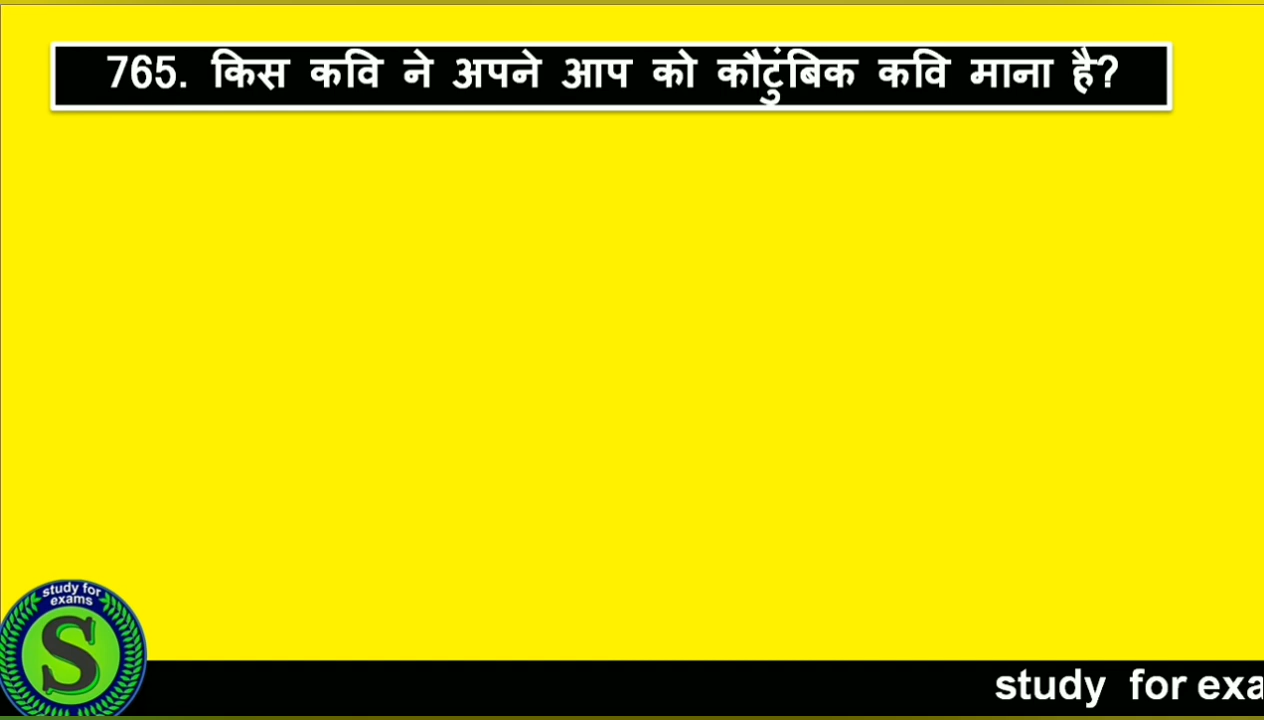 765. किस कवि ने अपने आप को कौटुंबिक कवि माना है?
study for
exams
S
study for exa